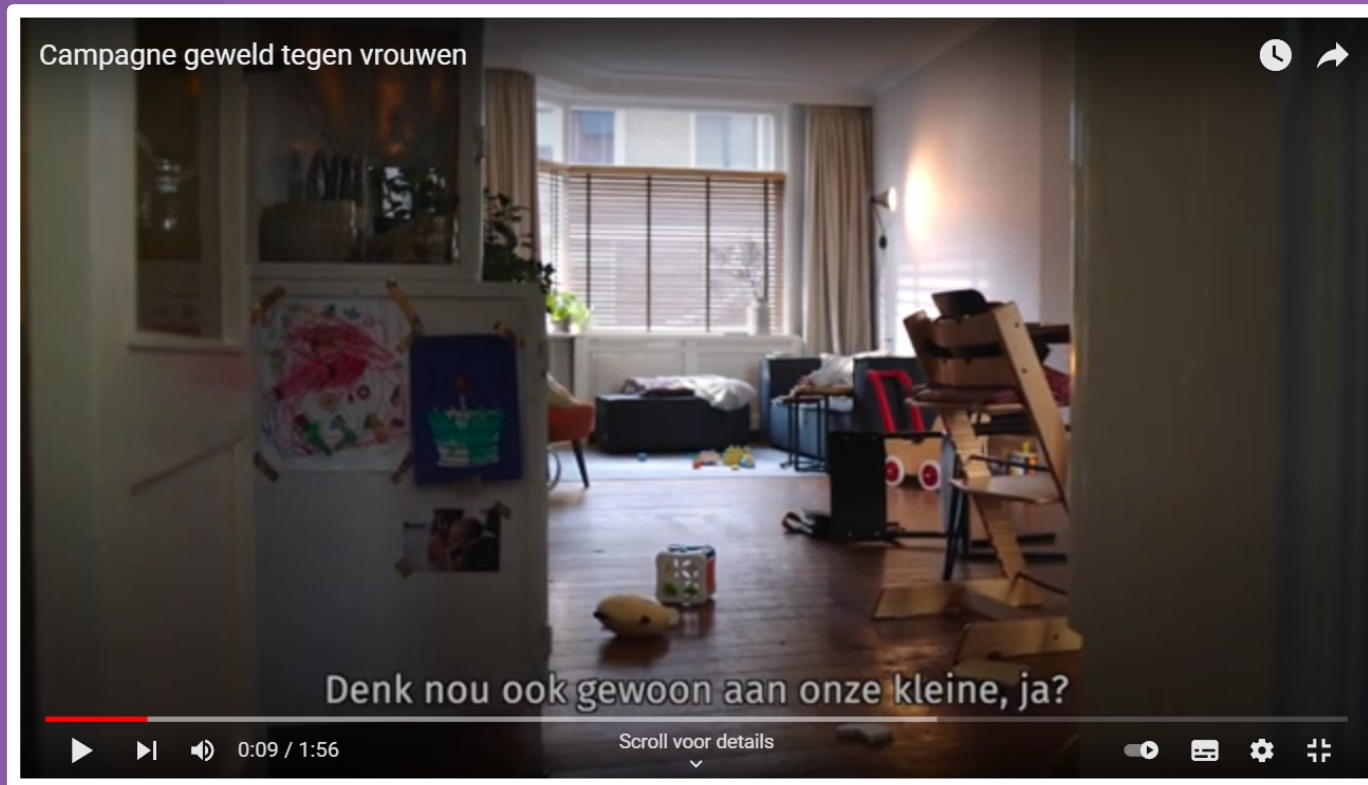 Campagne geweld tegen vrouwen
Denk nou ook gewoon aan onze kleine, ja?
0:09 / 1:56
Scroll voor details